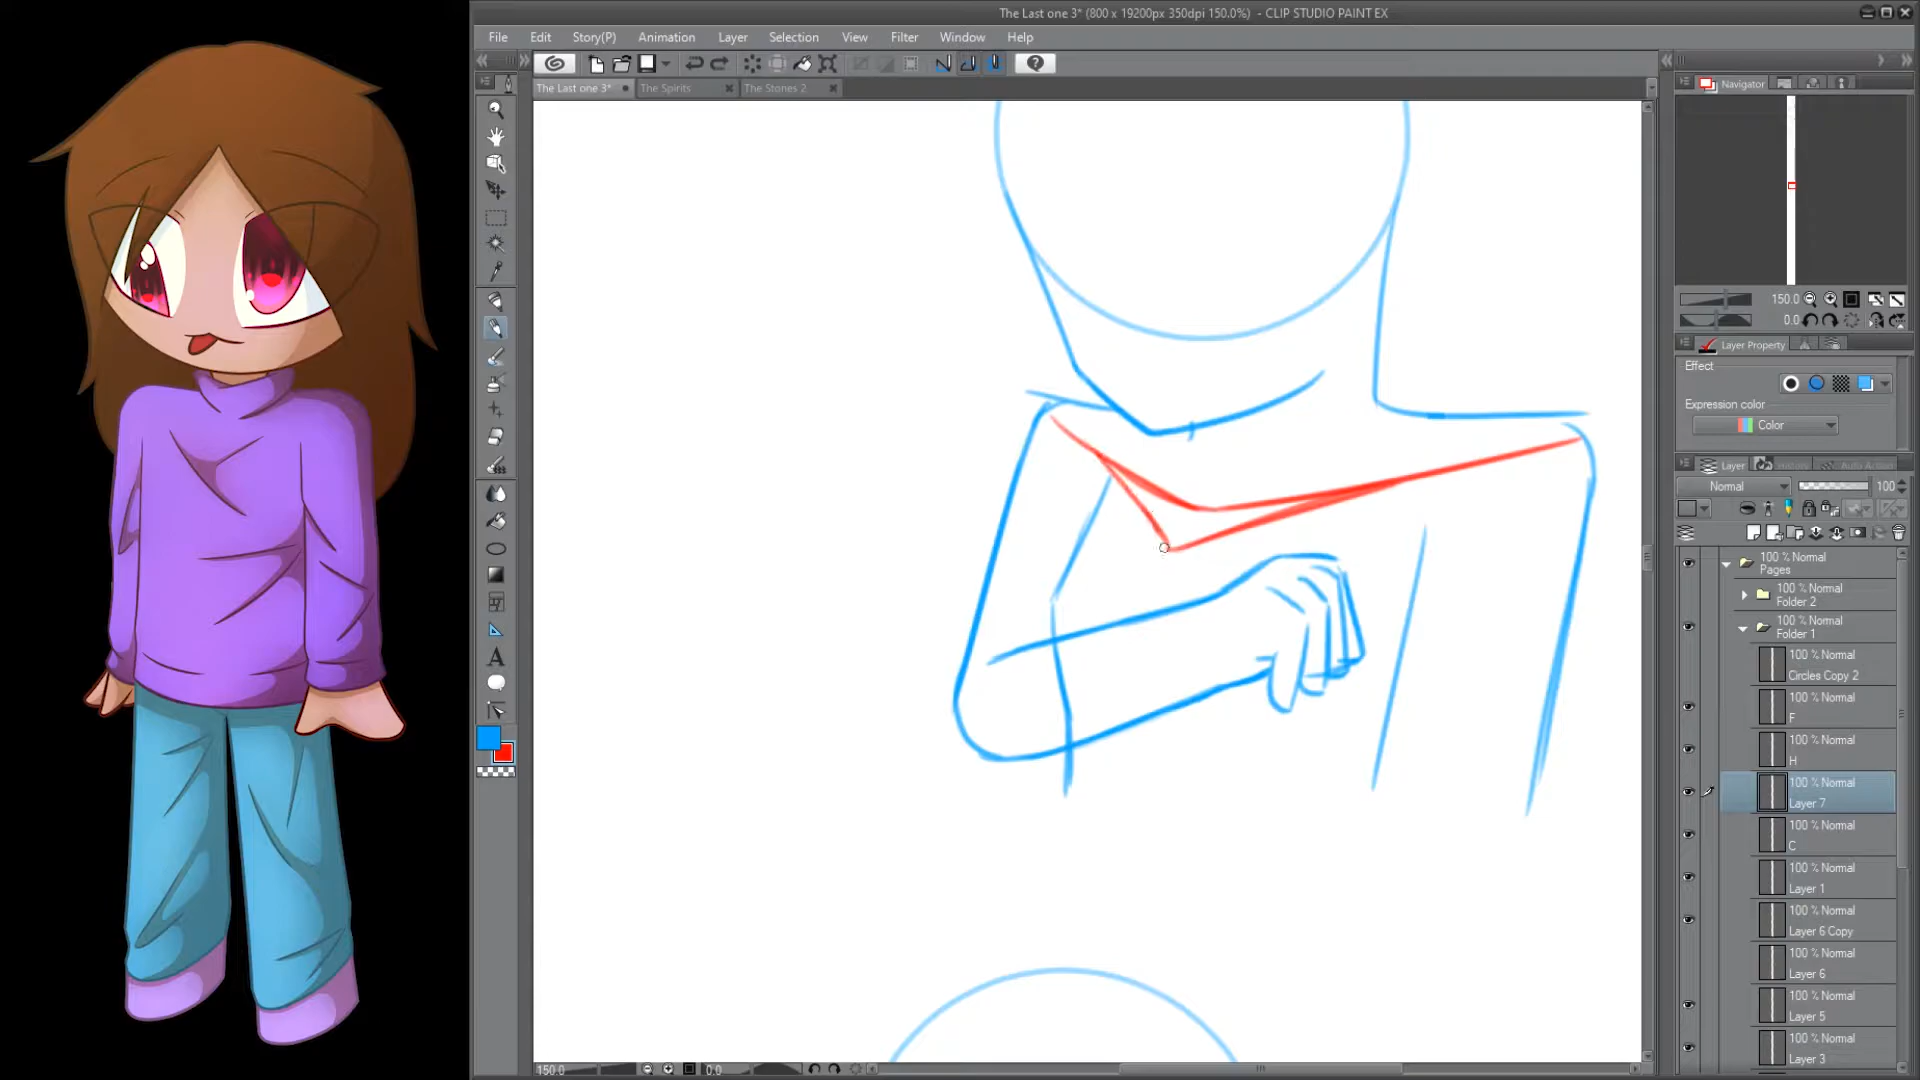 The Last one 3* (800 x 19200px 350dpi 150.0%) - CLIP STUDIO PAINT EX
File Edit Story(P) Animation Layer Selection View Filter Window Help
The Last one 3* The Spirits The Stones 2
Navigator
150.0
0.0
Layer Property
Effect
Expression color
Color
Layer History Auto Action
Normal 100
100 % Normal
Pages
100 % Normal
Folder 2
100 % Normal
Folder 1
100 % Normal
Circles Copy 2
100 % Normal
F
100 % Normal
H
100 % Normal
Layer 7
100 % Normal
C
100 % Normal
Layer 1
100 % Normal
Layer 6 Copy
100 % Normal
Layer 6
100 % Normal
Layer 5
100 % Normal
Layer 3
150.0 0.0